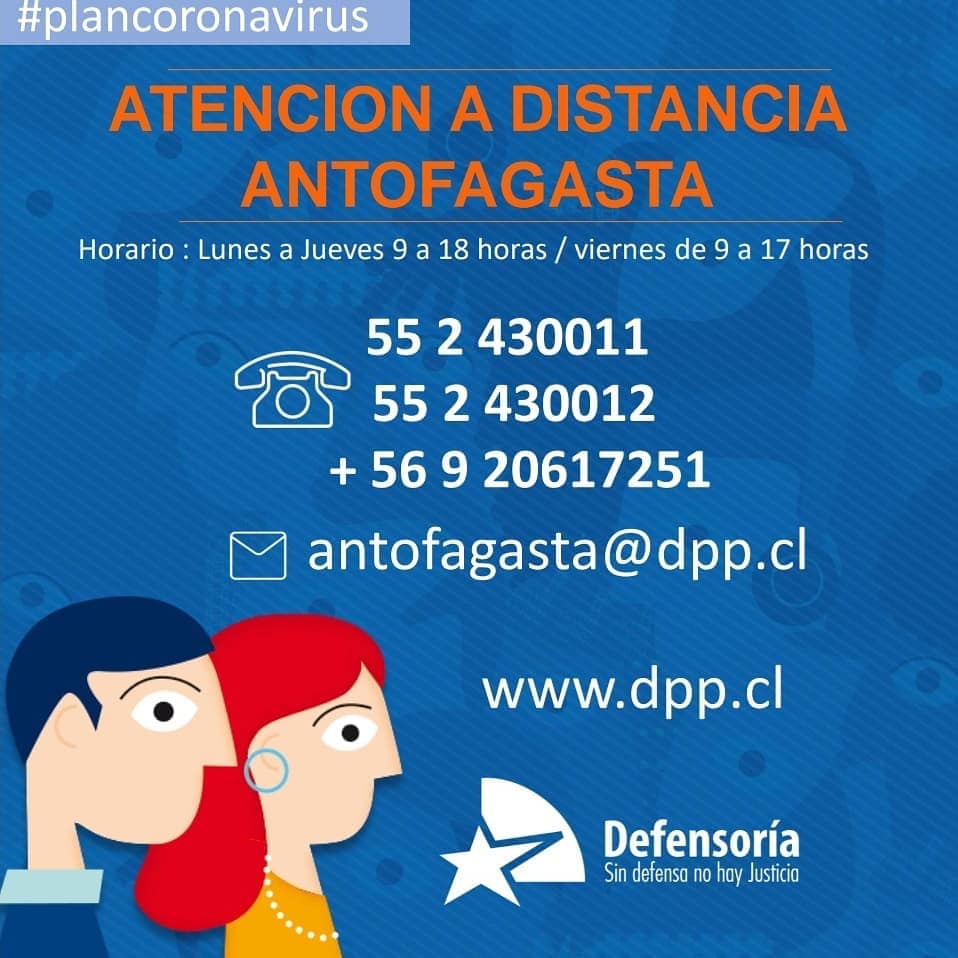 #plancoronavirus
ATENCION A DISTANCIA
ANTOFAGASTA
Horario : Lunes a Jueves 9 a 18 horas / viernes de 9 a 17 horas
55 2 430011
55 2 430012
+ 56 9 20617251
antofagasta@dpp.cl
www.dpp.cl
Defensoría
Sin defensa no hay Justicia